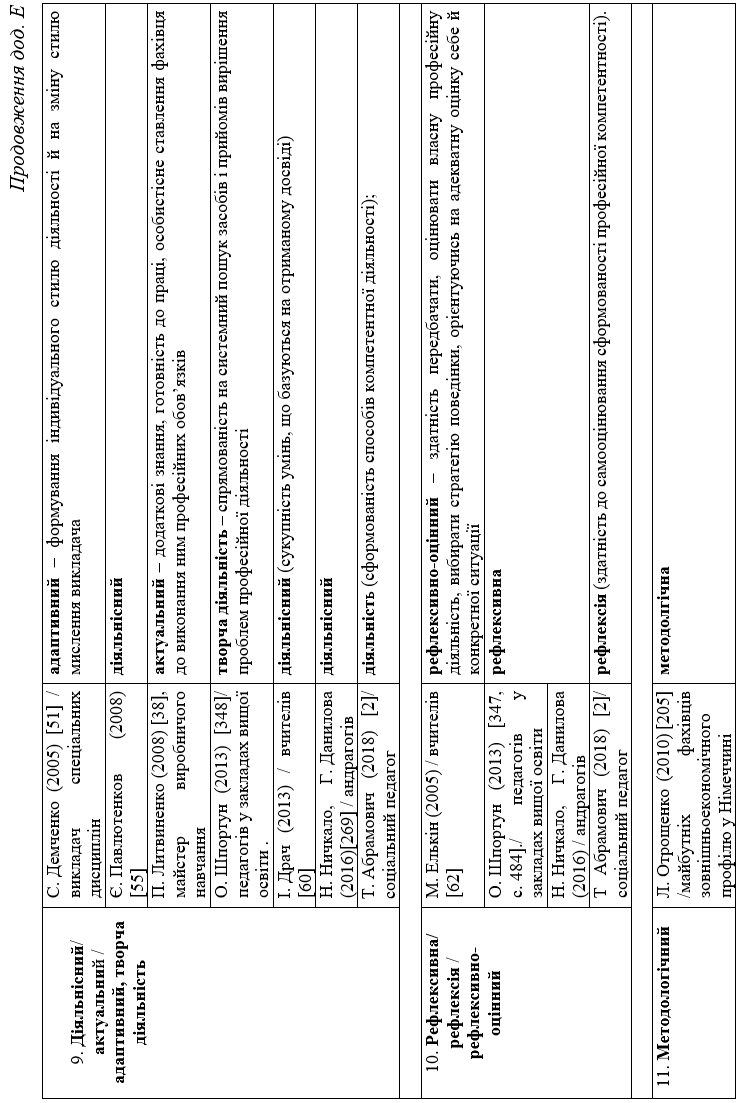 Продовження дод. Е
9. Діяльнісний/
актуальний /
адаптивний, творча
діяльність
С. Демченко (2005) [51] /
викладач спеціальних
дисциплін
адаптивний – формування індивідуального стилю діяльності й на зміну стилю
мислення викладача
Є. Павлютенков (2008)
[55]
діяльнісний
П. Литвиненко (2008) [38],
майстер виробничого
навчання
актуальний – додаткові знання, готовність до праці, особистісне ставлення фахівця
до виконання ним професійних обов’язків
О. Шпортун (2013) [348]/
педагогів у закладах вищої
освіти .
творча діяльність – спрямованість на системний пошук засобів і прийомів вирішення
проблем професійної діяльності
І. Драч (2013) / вчителів
[60]
діяльнісний (сукупність умінь, що базуються на отриманому досвіді)
Н. Ничкало, Г. Данилова
(2016)[269] / андрагогів
діяльнісний
Т. Абрамович (2018) [2]/
соціальний педагог
діяльність (сформованість способів компетентної діяльності);
10. Рефлексивна/
рефлексія /
рефлексивно-
оцінний
М. Елькін (2005) / вчителів
[62]
рефлексивно-оцінний – здатність передбачати, оцінювати власну професійну
діяльність, вибирати стратегію поведінки, орієнтуючись на адекватну оцінку себе й
конкретної ситуації
О. Шпортун (2013) [347,
с. 484]./ педагогів у
закладах вищої освіти
рефлексивна
Н. Ничкало, Г. Данилова
(2016) / андрагогів
Т Абрамович (2018) [2]/
соціальний педагог
рефлексія (здатність до самооцінювання сформованості професійної компетентності).
11. Методологічний
Л. Отрощенко (2010) [205]
/майбутніх фахівців
зовнішньоекономічного
профілю у Німеччині
методолгічна